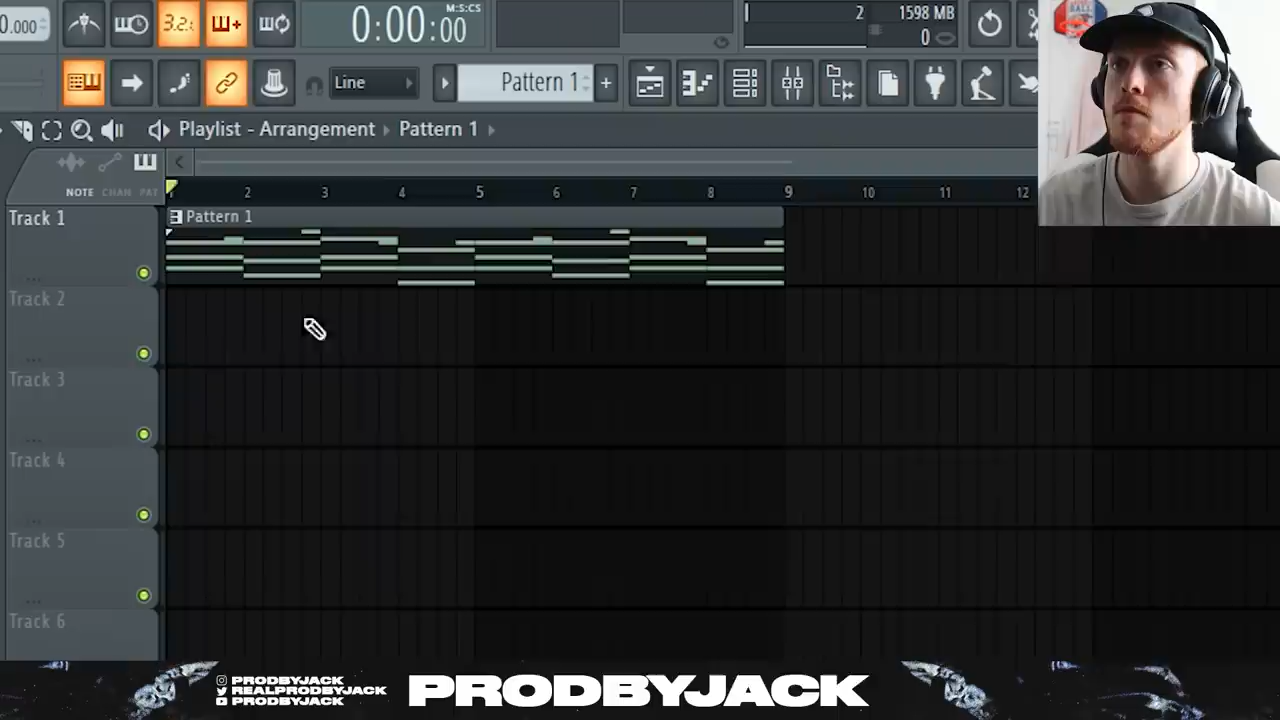 0.000
3.2:
0:00:00
M:S:CS
2
1598 MB
0
Line
Pattern 1
+
Playlist - Arrangement
Pattern 1
NOTE CHAN PAT
2 3 4 5 6 7 8 9 10 11 12
Track 1
Pattern 1
Track 2
Track 3
Track 4
Track 5
Track 6
PRODBYJACK
REALPRODBYJACK
PRODBYJACK
PRODBYJACK